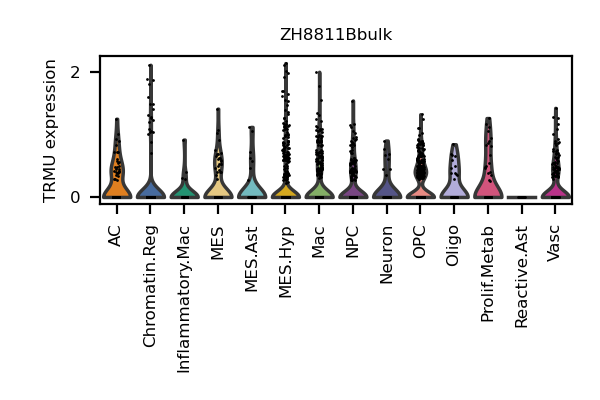 ZH8811Bbulk
TRMU expression
2
0
AC
Chromatin.Reg
Inflammatory.Mac
MES
MES.Ast
MES.Hyp
Mac
NPC
Neuron
OPC
Oligo
Prolif.Metab
Reactive.Ast
Vasc